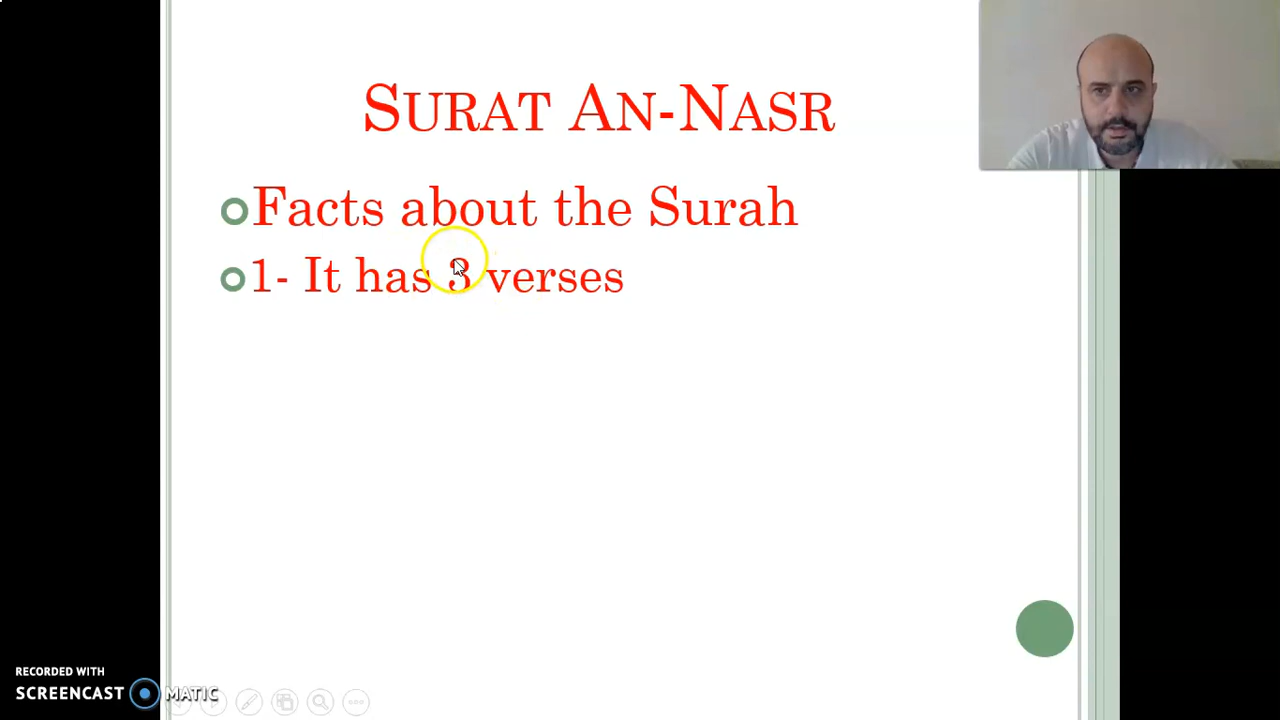 SURAT AN-NASR
Facts about the Surah
1- It has 3 verses
RECORDED WITH
SCREENCAST MATIC